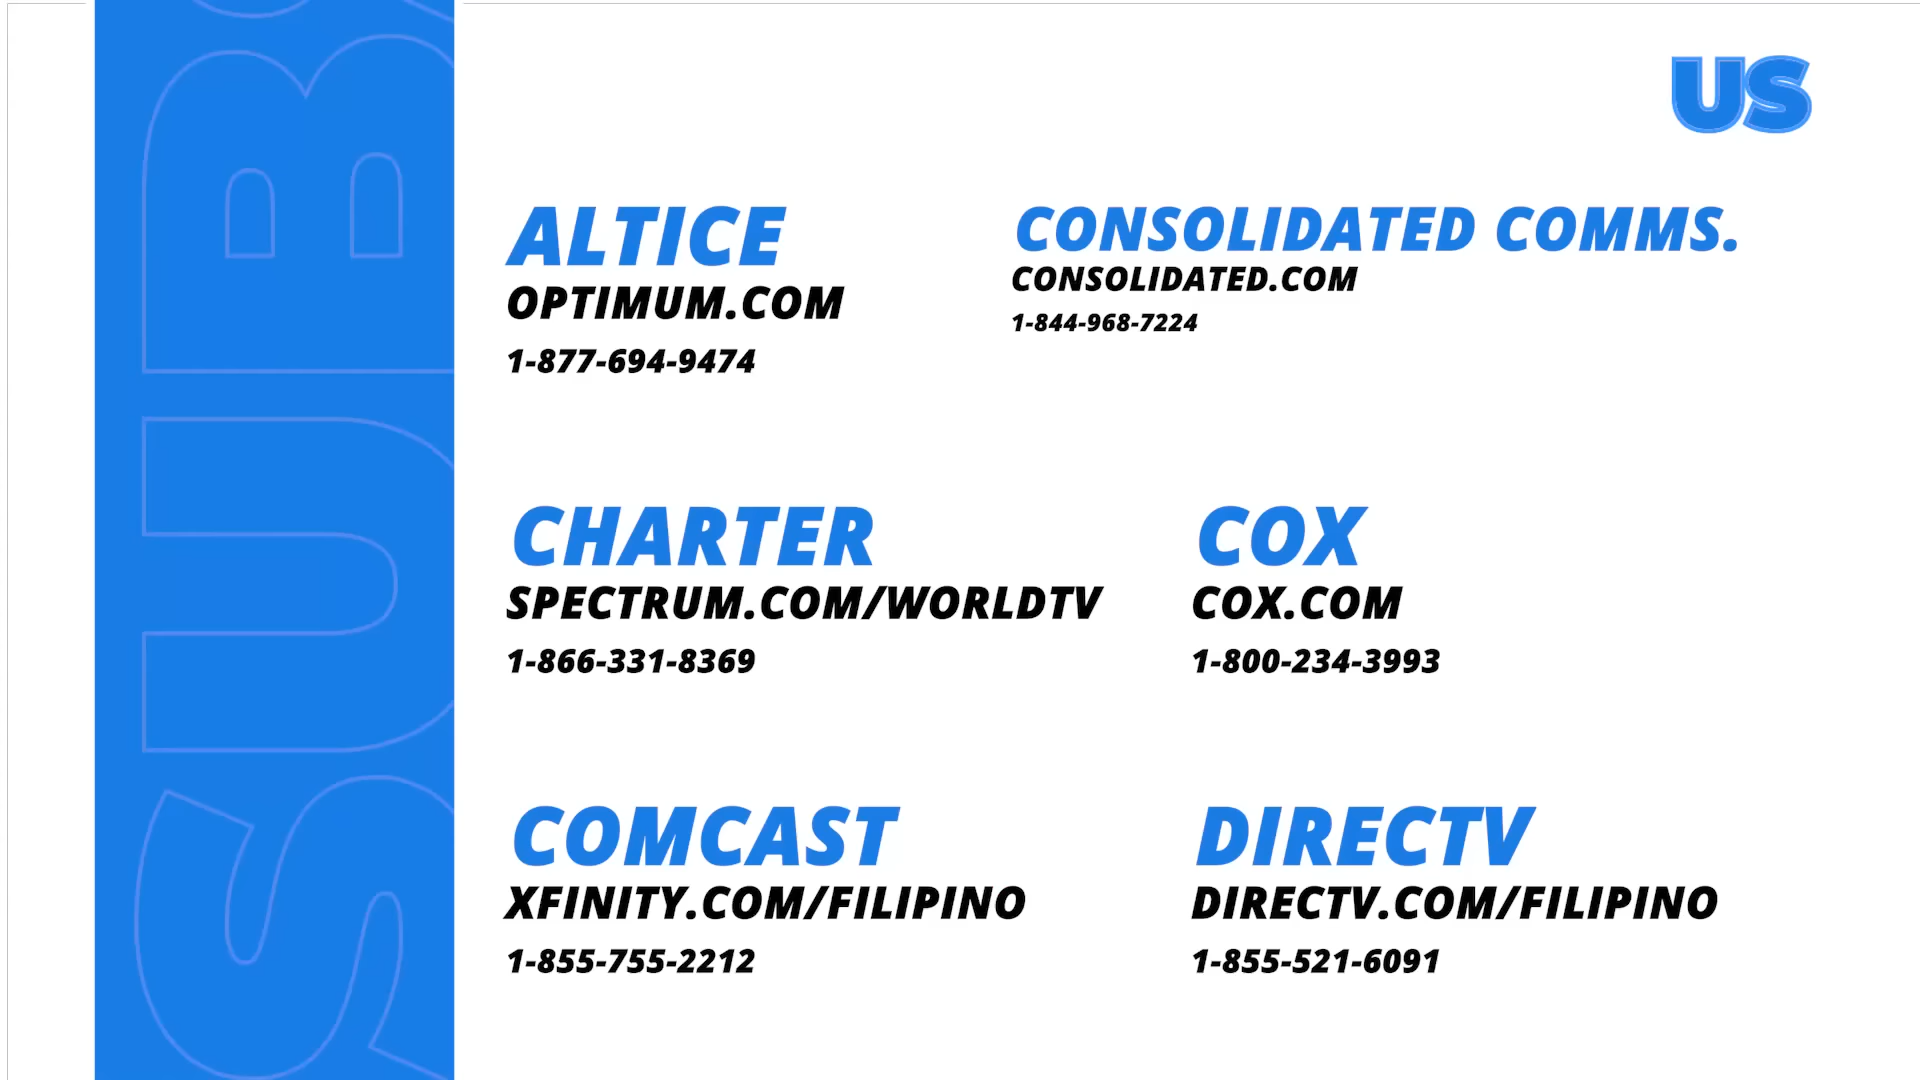 US
ALTICE
OPTIMUM.COM
1-877-694-9474
CONSOLIDATED COMMS.
CONSOLIDATED.COM
1-844-968-7224
CHARTER
SPECTRUM.COM/WORLDTV
1-866-331-8369
COX
COX.COM
1-800-234-3993
COMCAST
XFINITY.COM/FILIPINO
1-855-755-2212
DIRECTV
DIRECTV.COM/FILIPINO
1-855-521-6091
SUB